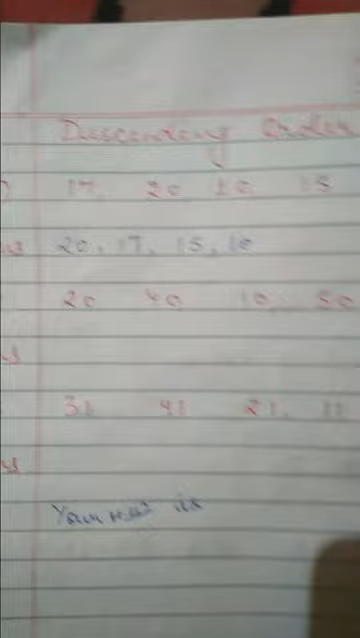 Descending Order
17, 20 10, 15
20, 17, 15, 10
20 40 10, 50
31 41 21, 11